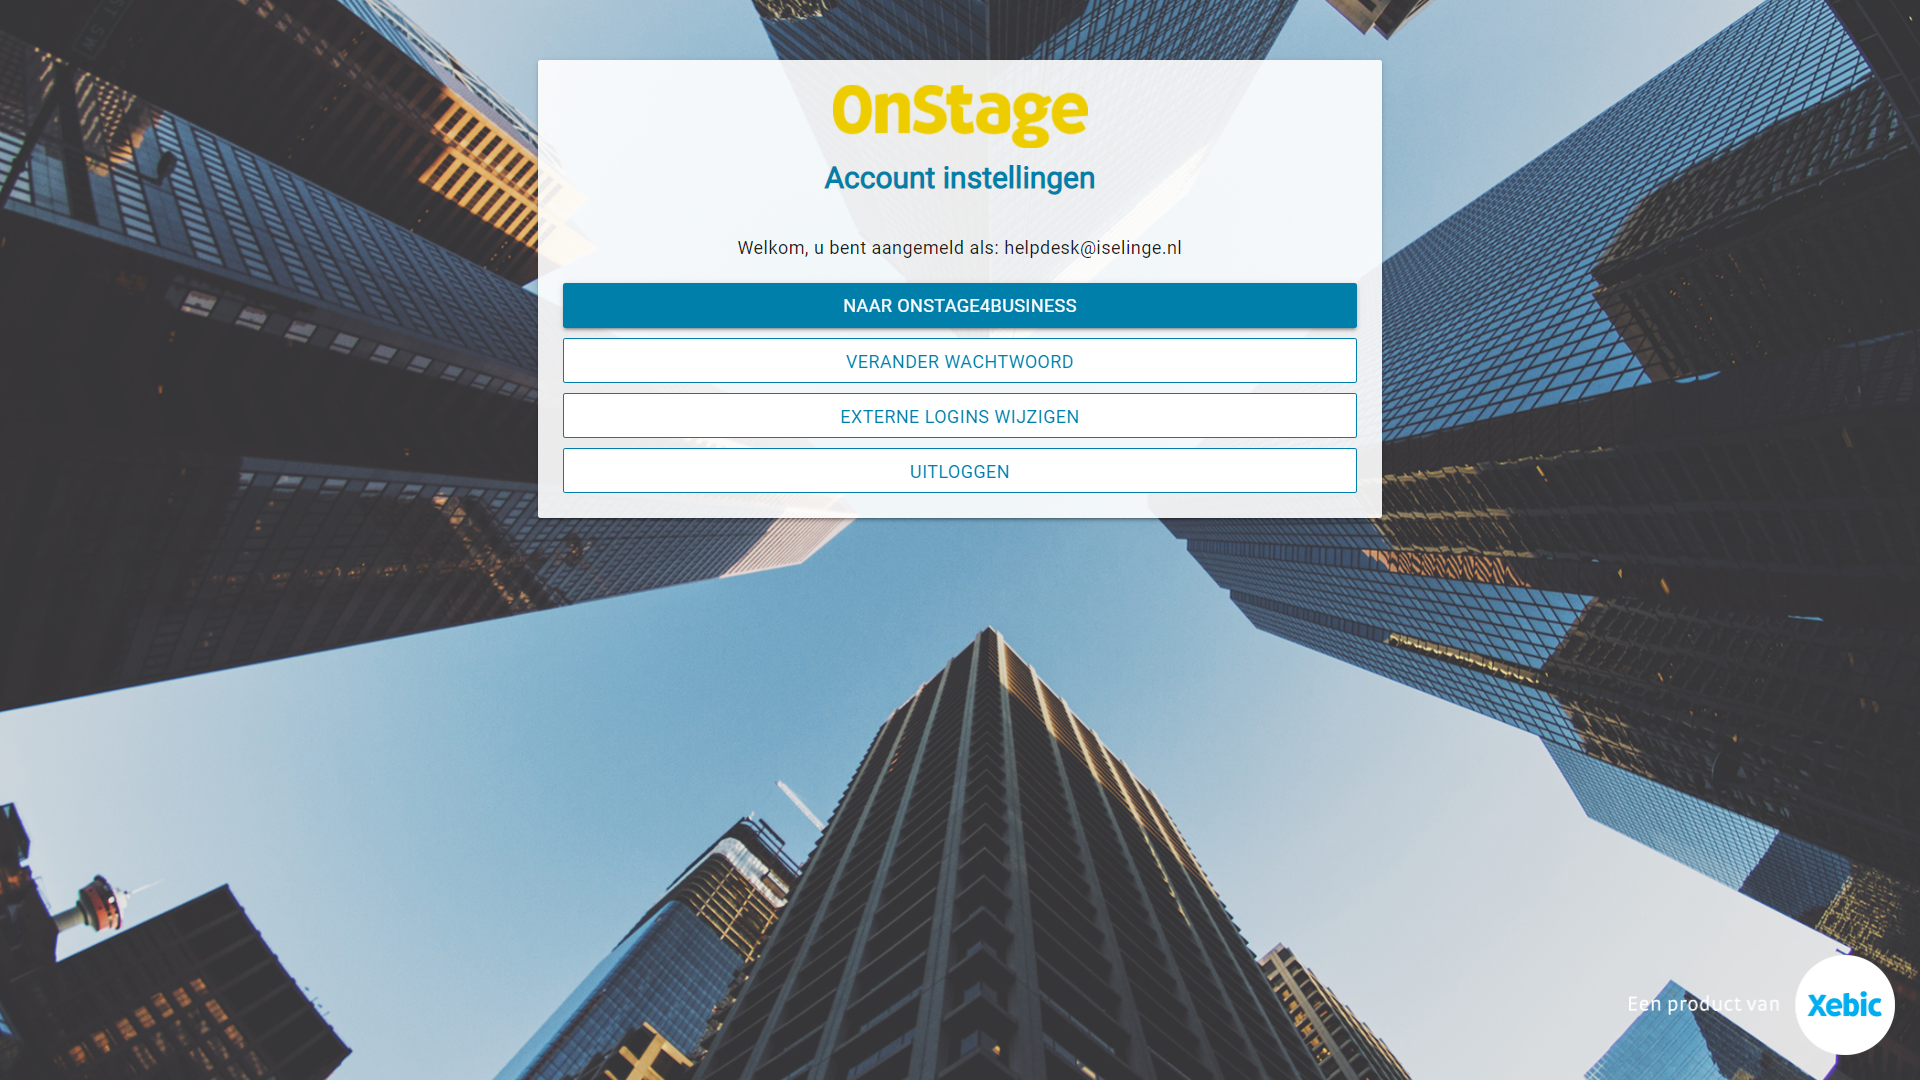 OnStage
Account instellingen
Welkom, u bent aangemeld als: helpdesk@iselinge.nl
NAAR ONSTAGE4BUSINESS
VERANDER WACHTWOORD
EXTERNE LOGINS WIJZIGEN
UITLOGGEN
Een product van
Xebic